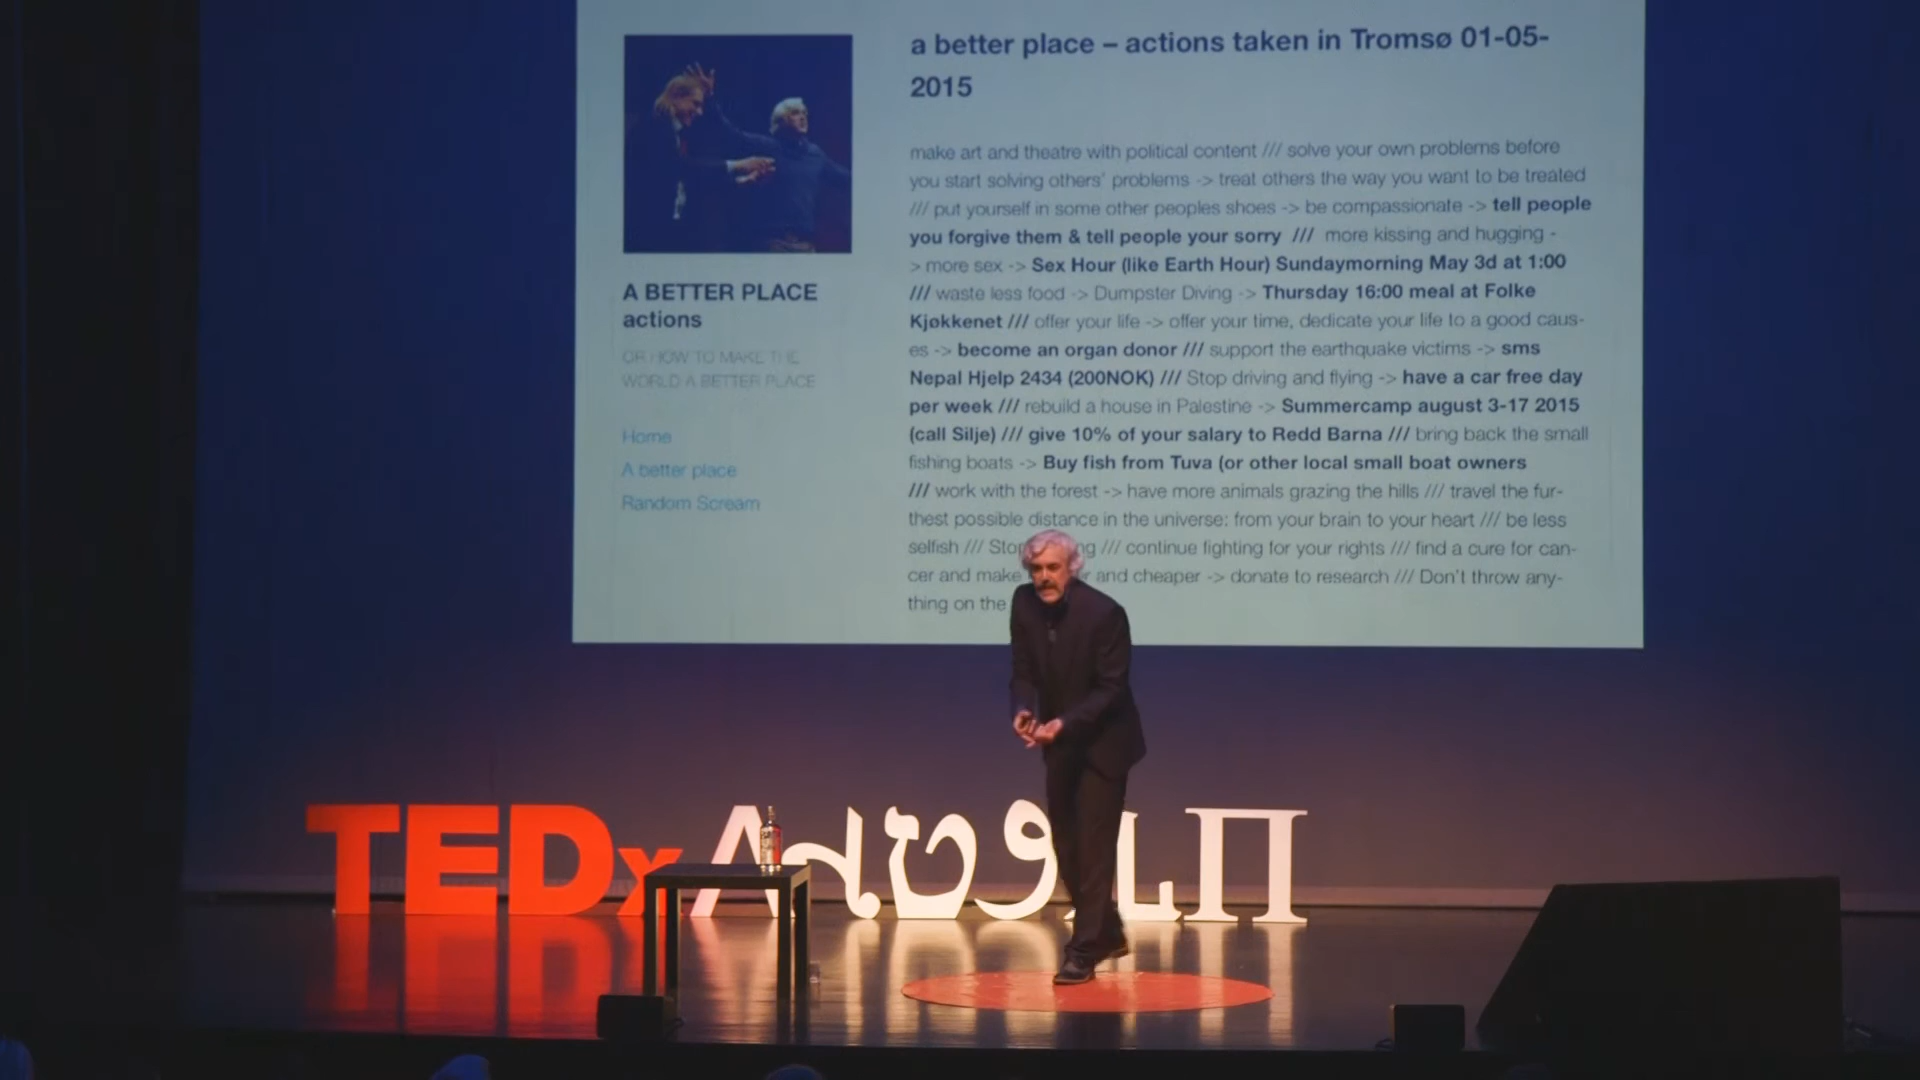 a better place – actions taken in Tromsø 01-05-
2015
make art and theatre with political content /// solve your own problems before
you start solving others' problems -> treat others the way you want to be treated
/// put yourself in some other peoples shoes -> be compassionate -> tell people
you forgive them & tell people your sorry /// more kissing and hugging -
> more sex -> Sex Hour (like Earth Hour) Sundaymorning May 3d at 1:00
/// waste less food -> Dumpster Diving -> Thursday 16:00 meal at Folke
Kjøkkenet /// offer your life -> offer your time, dedicate your life to a good caus-
es -> become an organ donor /// support the earthquake victims -> sms
Nepal Hjelp 2434 (200NOK) /// Stop driving and flying -> have a car free day
per week /// rebuild a house in Palestine -> Summercamp august 3-17 2015
(call Silje) /// give 10% of your salary to Redd Barna /// bring back the small
fishing boats -> Buy fish from Tuva (or other local small boat owners
/// work with the forest -> have more animals grazing the hills /// travel the fur-
thest possible distance in the universe: from your brain to your heart /// be less
selfish /// /// continue fighting for your rights /// find a cure for can-
cer and make and cheaper -> donate to research /// Don't throw any-
thing on the
A BETTER PLACE
actions
OR HOW TO MAKE THE
WORLD A BETTER PLACE
Home
A better place
Random Scream
TEDx